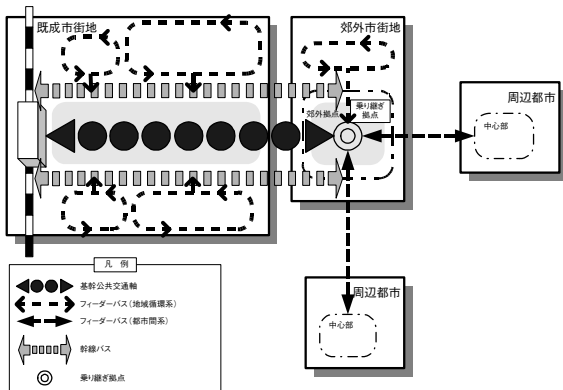 既成市街地
郊外市街地
周辺都市
中心部
郊外拠点
乗り継ぎ
拠点
周辺都市
中心部
凡 例
基幹公共交通軸
フィーダーバス(地域循環系)
フィーダーバス(都市間系)
幹線バス
乗り継ぎ拠点